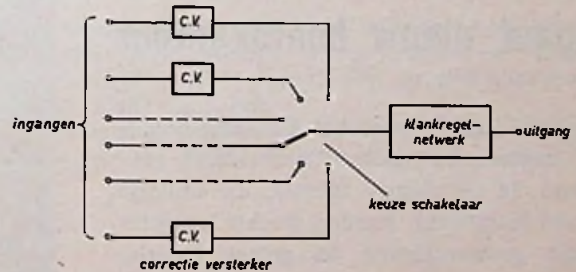 C.V.
C.V.
ingangen
klankregel-
netwerk
uitgang
keuze schakelaar
C.V.
correctie versterker